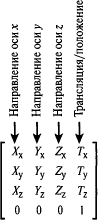 Направление оси x
Направление оси y
Направление оси z
Трансляция/положение
Xx Yx Zx Tx
Xy Yy Zy Ty
Xz Yz Zz Tz
0 0 0 1